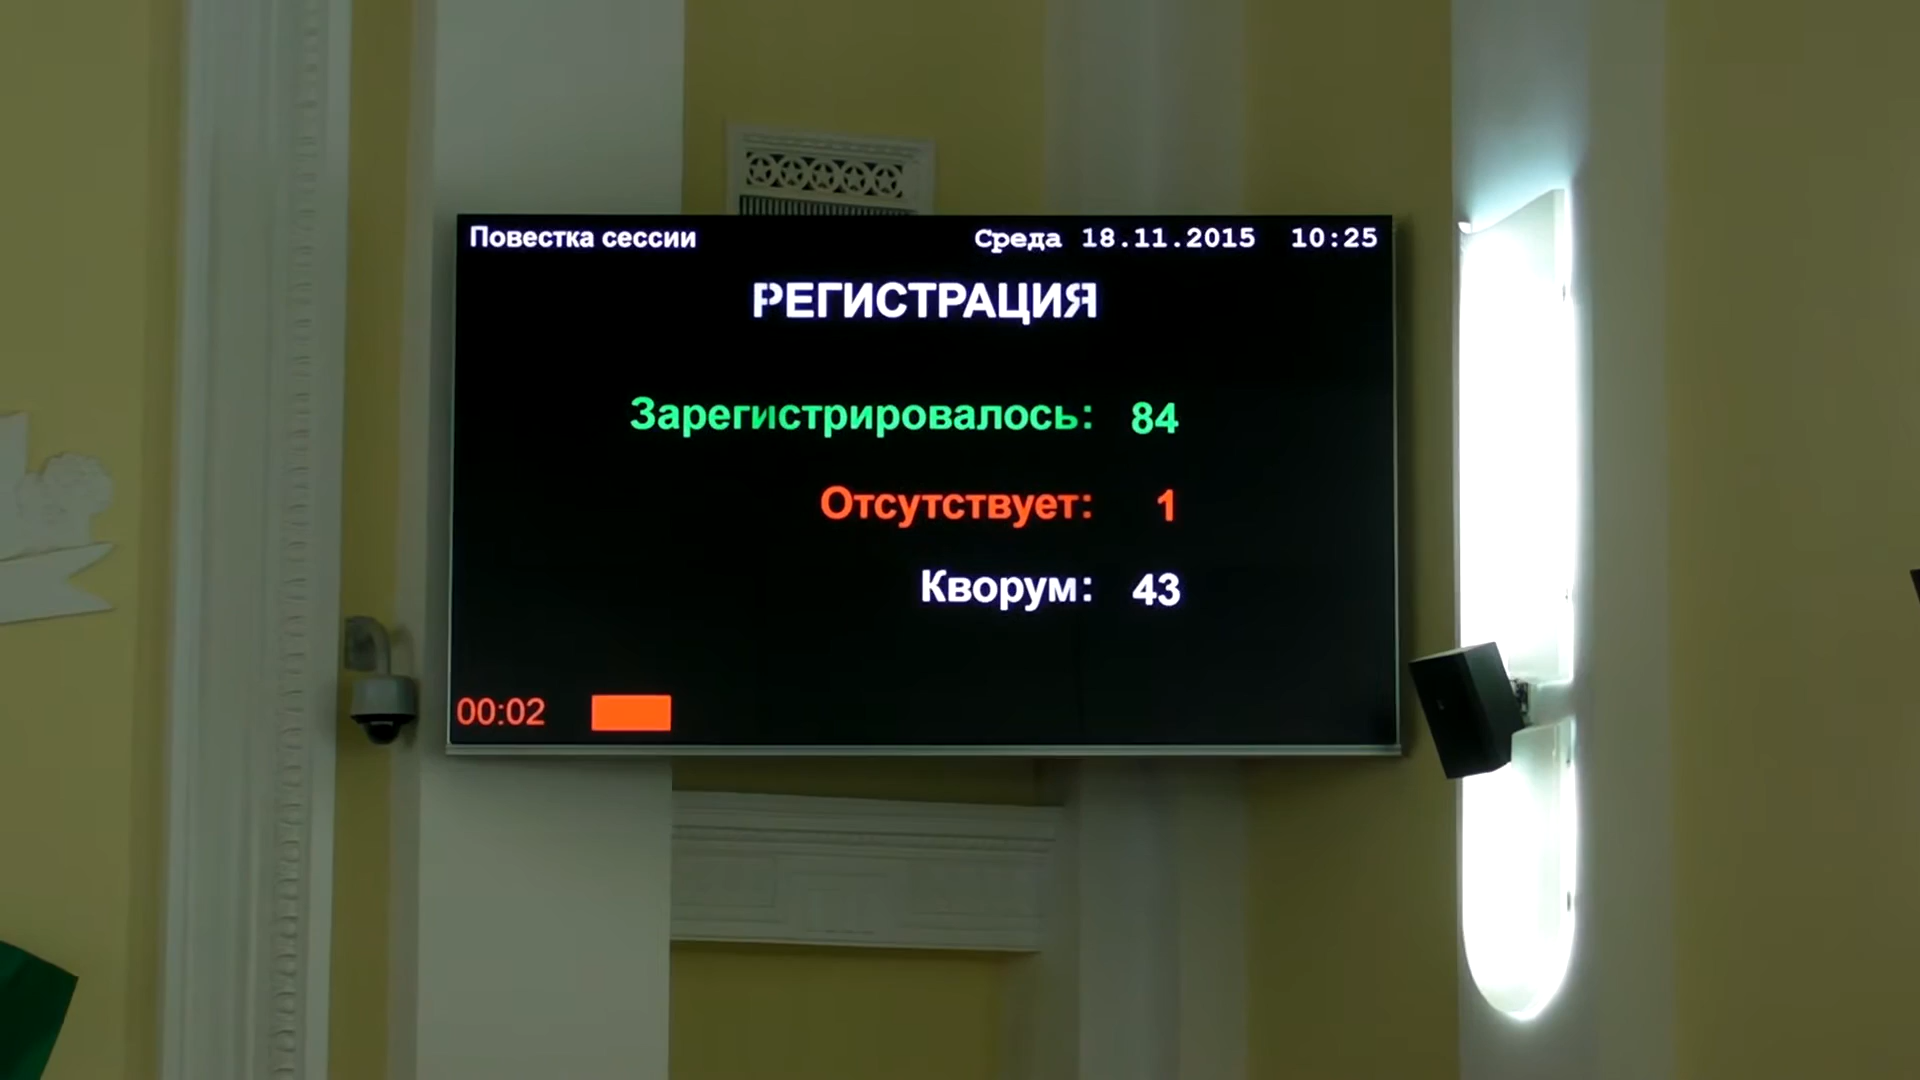 Повестка сессии Среда 18.11.2015 10:25
РЕГИСТРАЦИЯ
Зарегистрировалось: 84
Отсутствует: 1
Кворум: 43
00:02